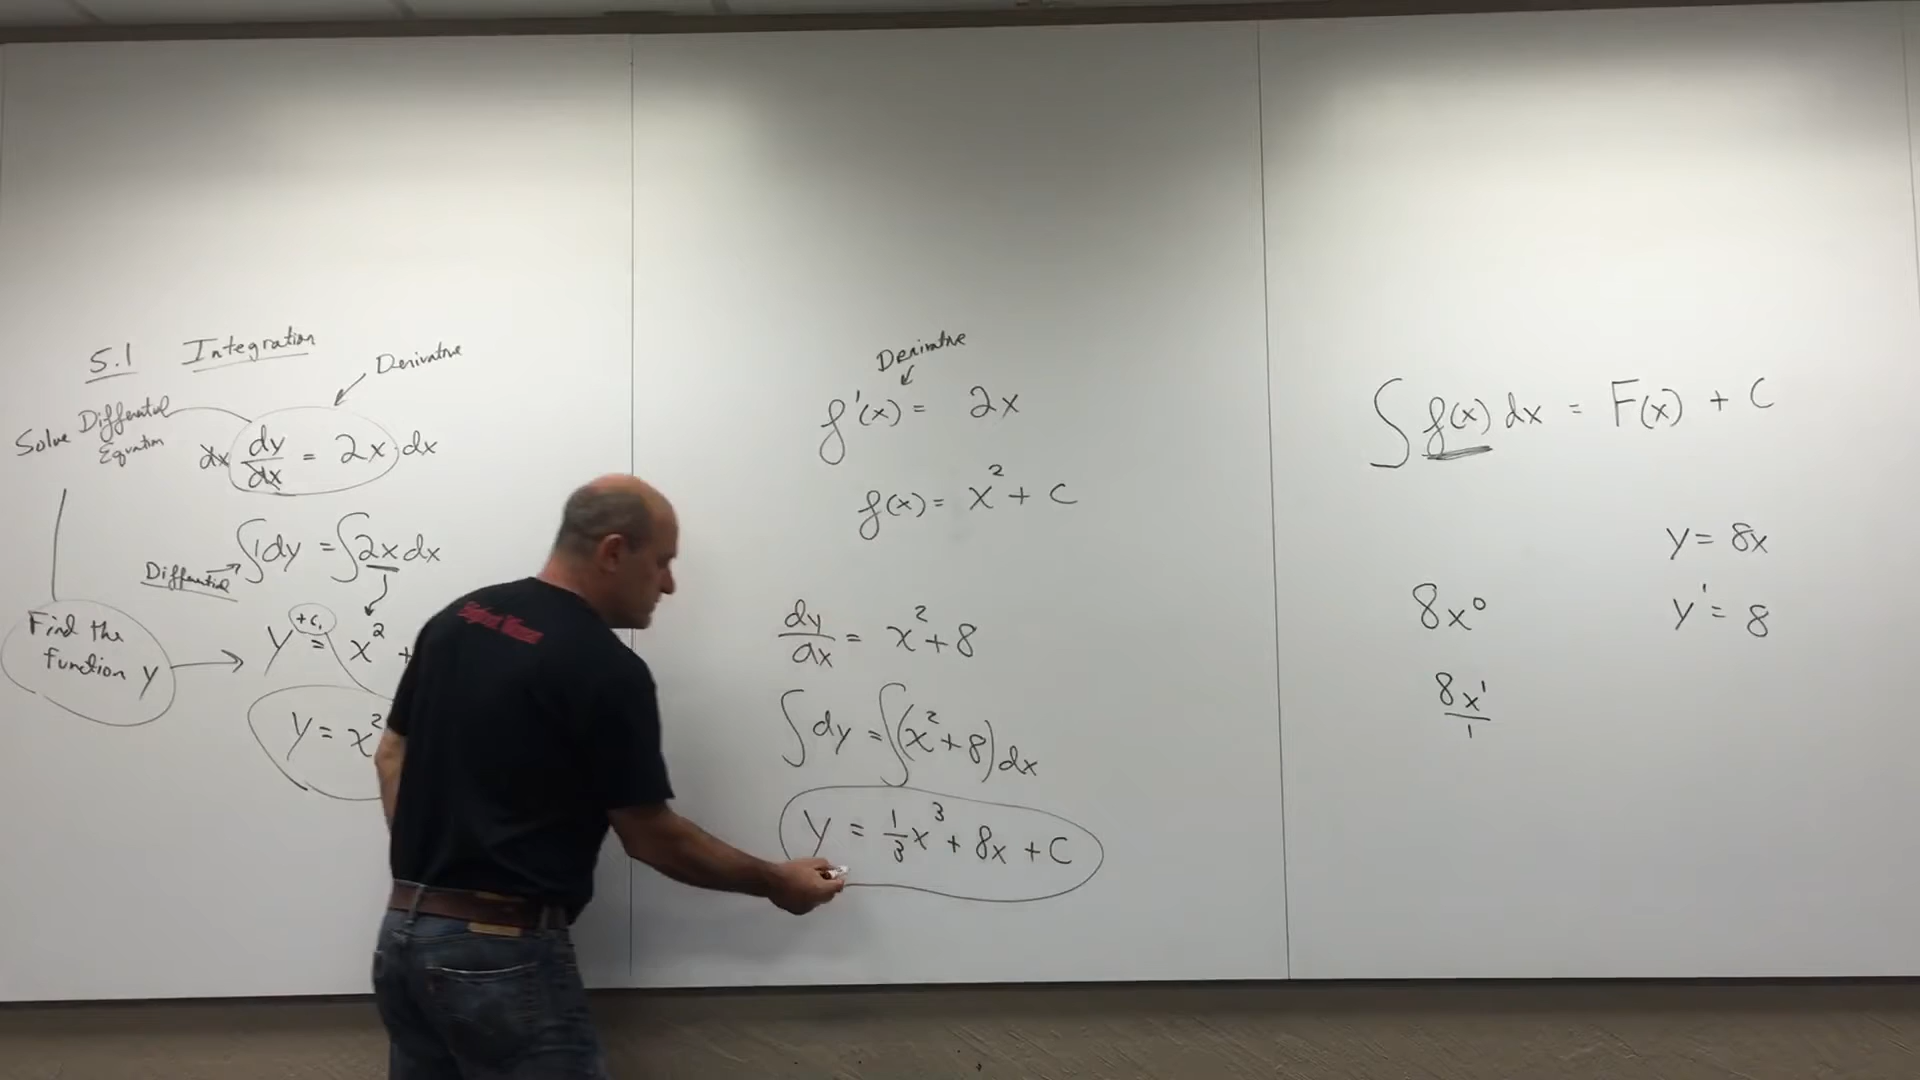 5.1 Integration
Derivative
Solve Differential Equation
dx dy/dx = 2x dx
∫1dy = ∫2x dx
Differential
Find the
function y
y +C₁ = x² +
y = x²
Derivative
f'(x) = 2x
f(x) = x² + C
dy/dx = x² + 8
∫dy = ∫(x² + 8)dx
y = 1/3 x³ + 8x + C
∫f(x) dx = F(x) + C
y = 8x
y' = 8
8x⁰
8x¹/1